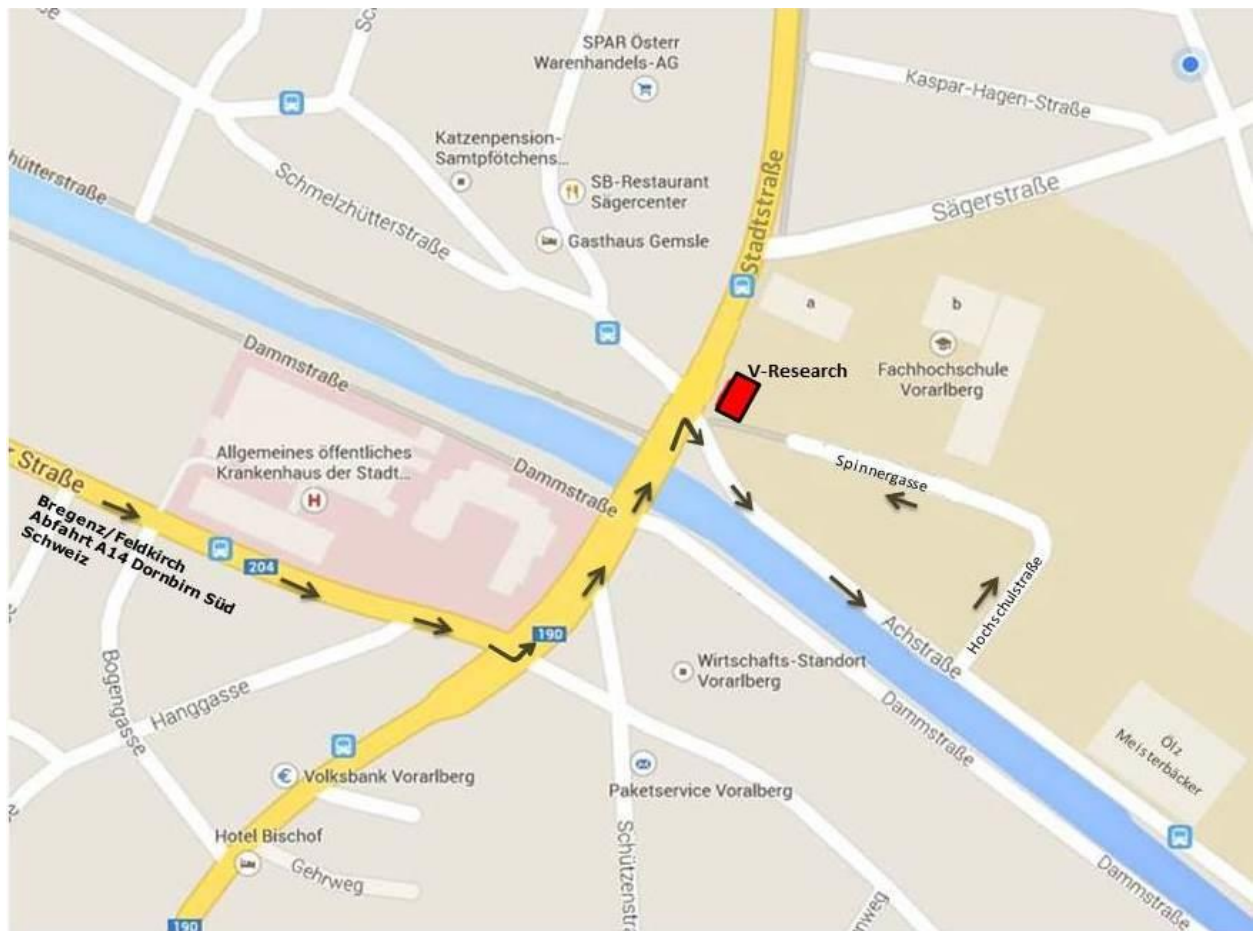 SPAR Österr
Warenhandels-AG
Kaspar-Hagen-Straße
Katzenpension-
Samtpfötchens...
hütterstraße
Schmelzhütterstraße
SB-Restaurant
Sägercenter
Stadtstraße
Sägerstraße
Gasthaus Gemsle
a
b
Dammstraße
V-Research
Fachhochschule
Vorarlberg
Allgemeines öffentliches
Krankenhaus der Stadt...
H
Dammstraße
Spinnergasse
r Straße
Bregenz/Feldkirch
Abfahrt A14 Dornbirn Süd
Schweiz
204
190
Hochschulstraße
Achstraße
Wirtschafts-Standort
Vorarlberg
Bogengasse
Hanggasse
Dammstraße
Ölz
Meisterbäcker
€
Volksbank Vorarlberg
Paketservice Voralberg
Hotel Bischof
Gehrweg
Schützenstr
Dammstraße
enweg
190